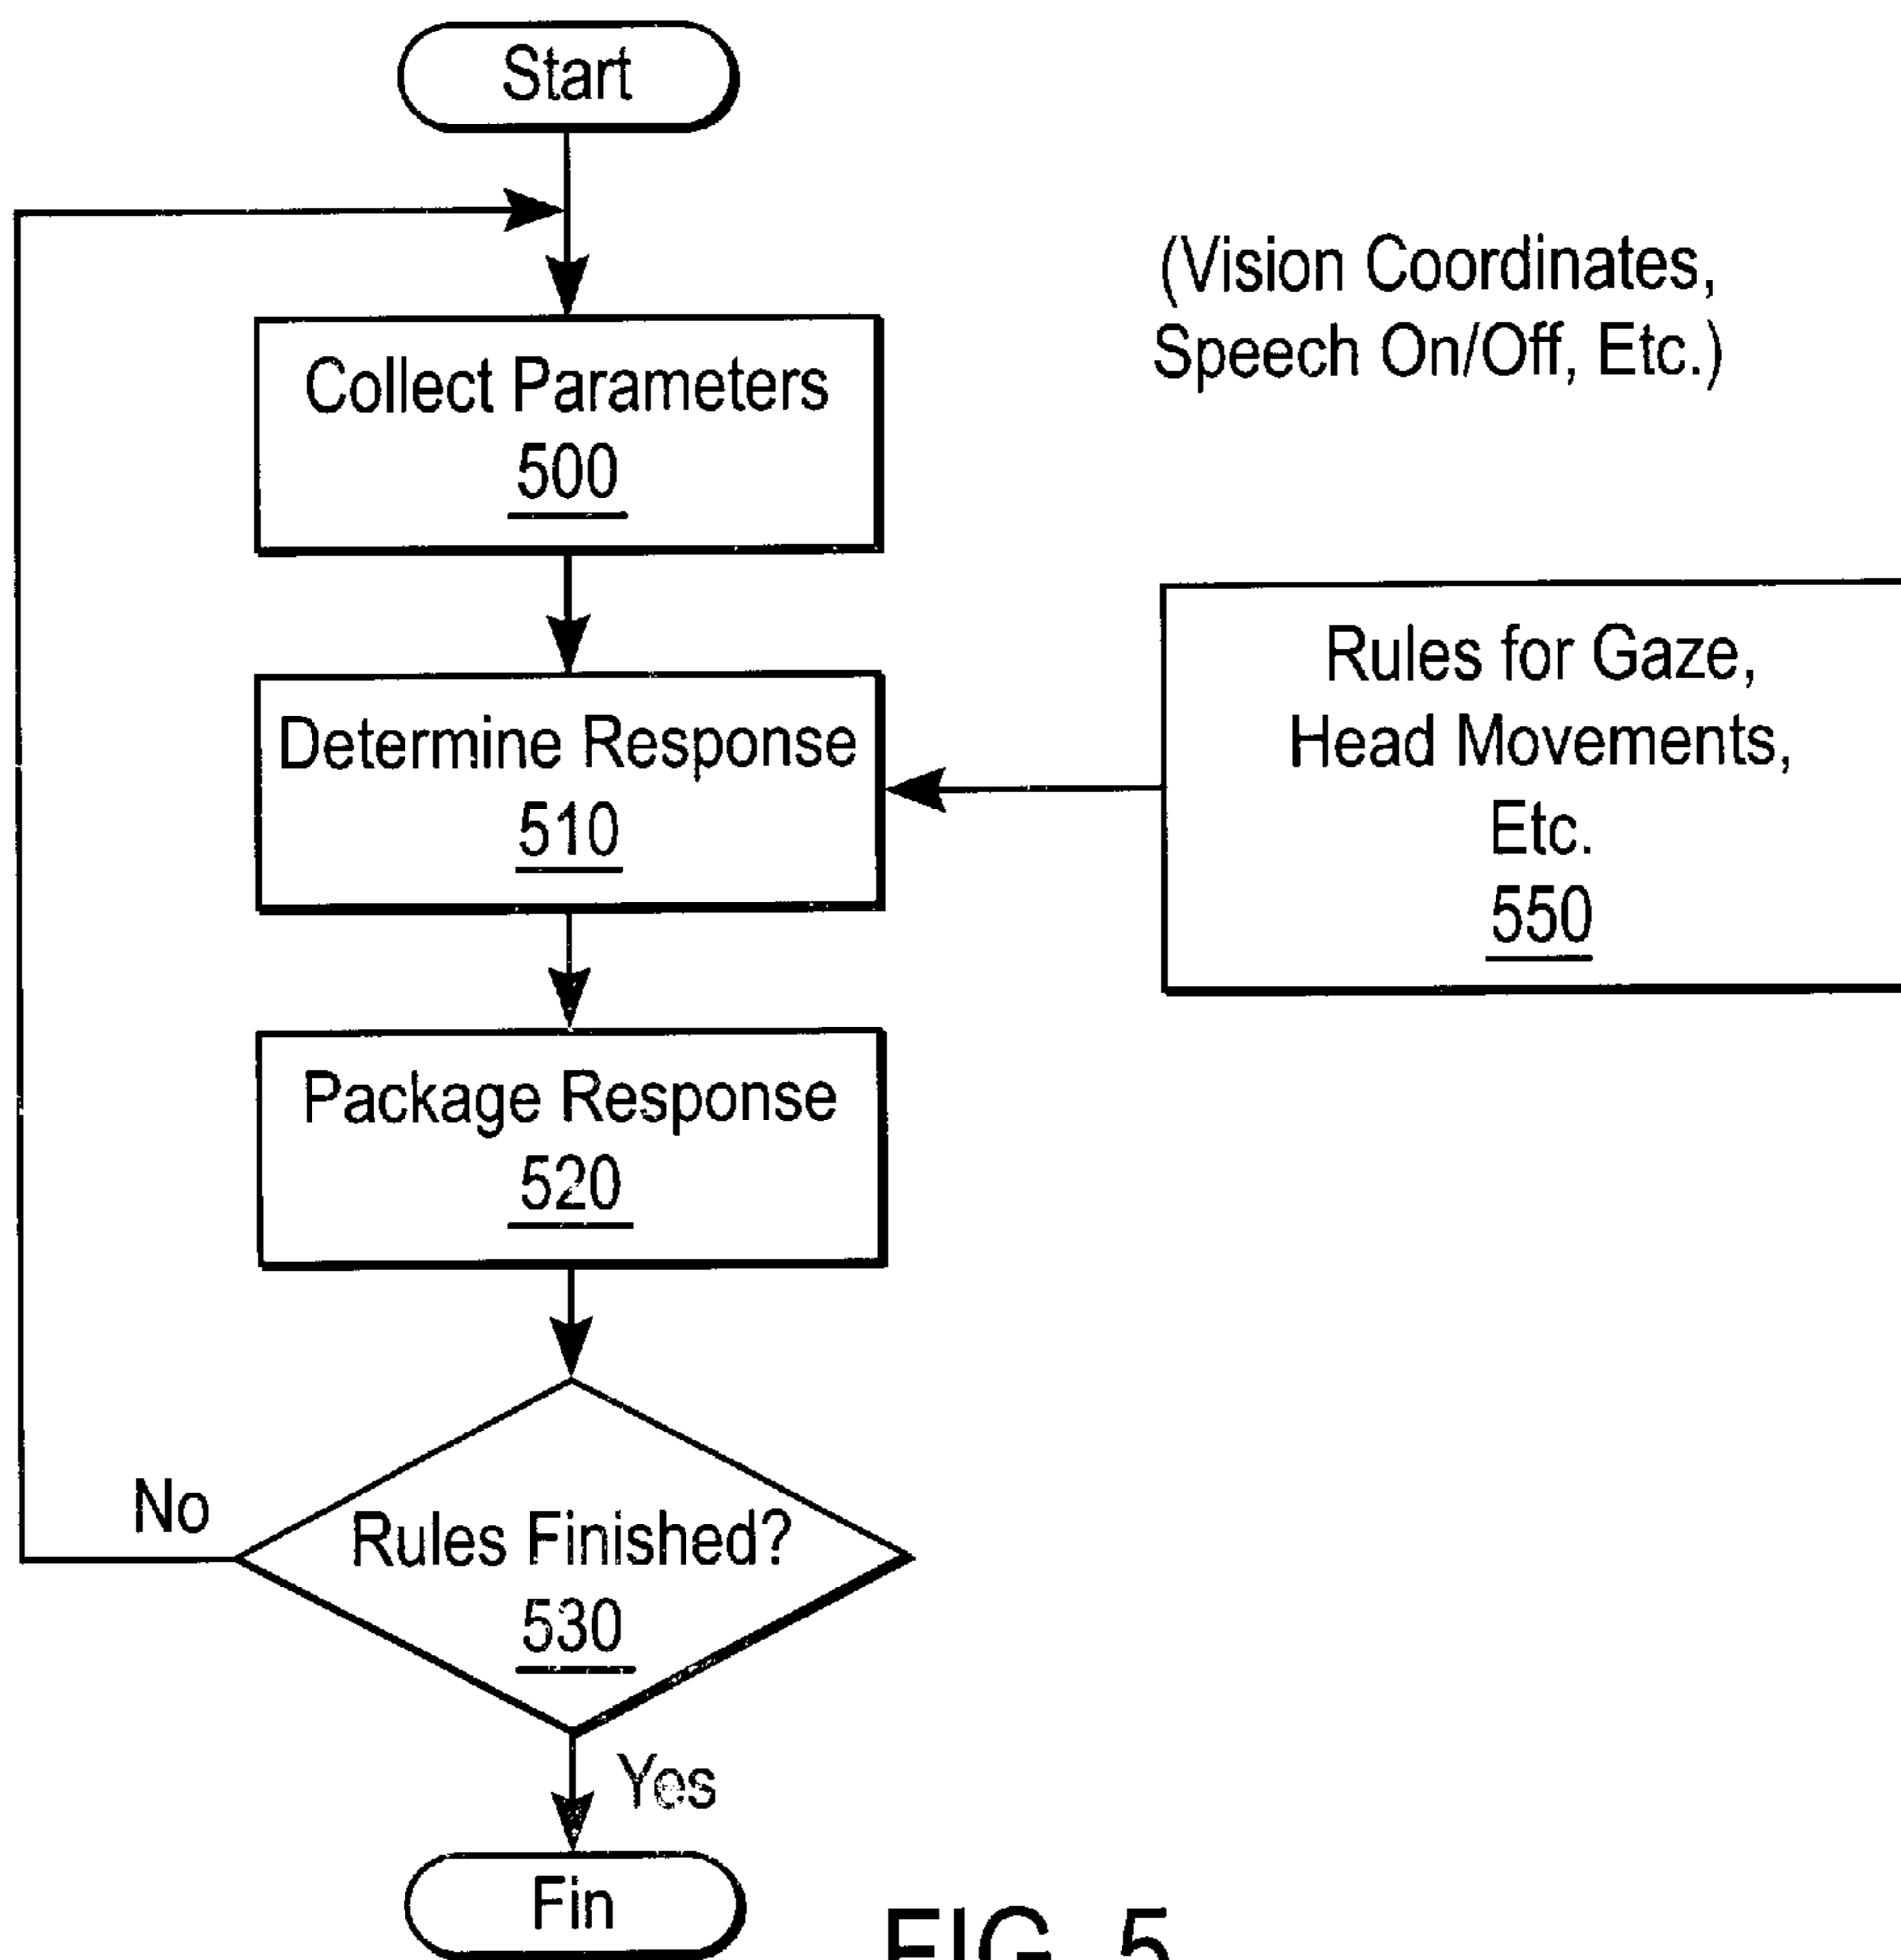 Start
(Vision Coordinates,
Speech On/Off, Etc.)
Collect Parameters
500
Determine Response
510
Rules for Gaze,
Head Movements,
Etc.
550
Package Response
520
No
Rules Finished?
530
Yes
Fin
FIG. 5